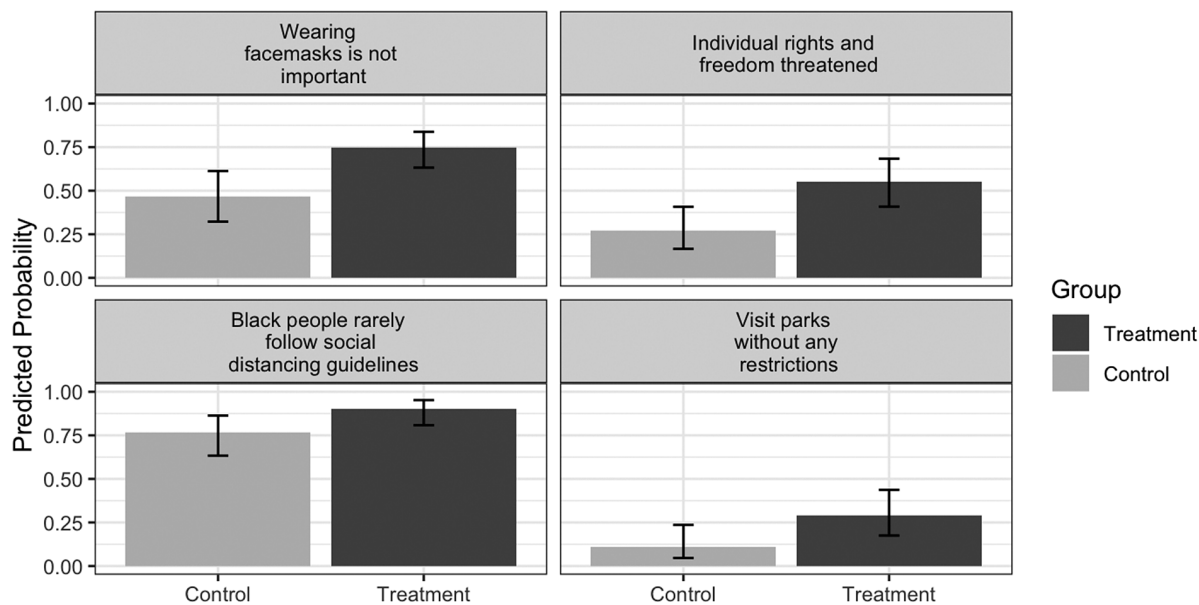 Wearing
facemasks is not
important
Individual rights and
freedom threatened
1.00
0.75
0.50
0.25
0.00
Predicted Probability
Black people rarely
follow social
distancing guidelines
Visit parks
without any
restrictions
1.00
0.75
0.50
0.25
0.00
Control
Treatment
Control
Treatment
Group
Treatment
Control